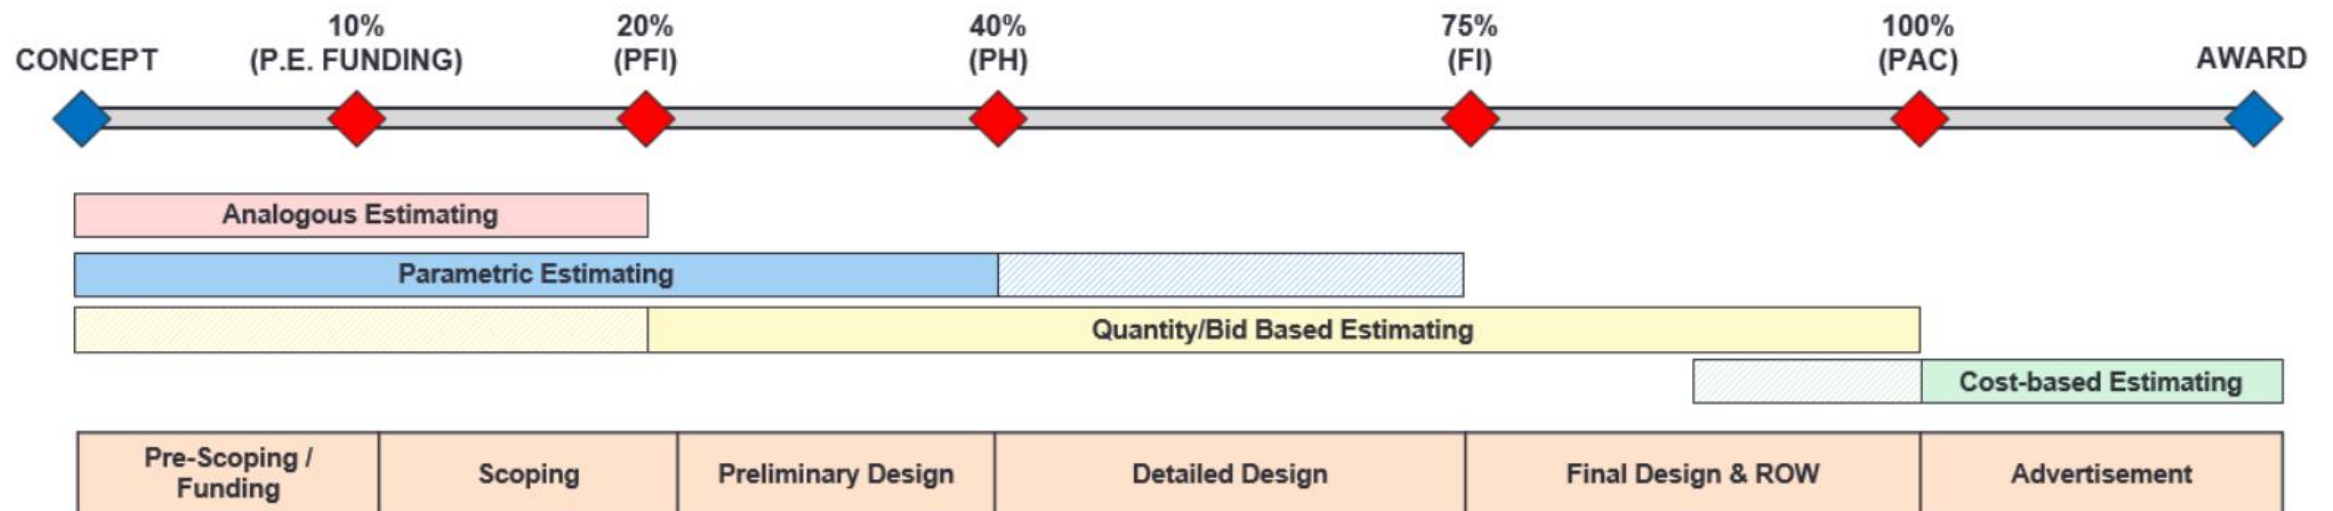 CONCEPT
10%
(P.E. FUNDING)
20%
(PFI)
40%
(PH)
75%
(FI)
100%
(PAC)
AWARD
Analogous Estimating
Parametric Estimating
Quantity/Bid Based Estimating
Cost-based Estimating
Pre-Scoping /
Funding
Scoping
Preliminary Design
Detailed Design
Final Design & ROW
Advertisement